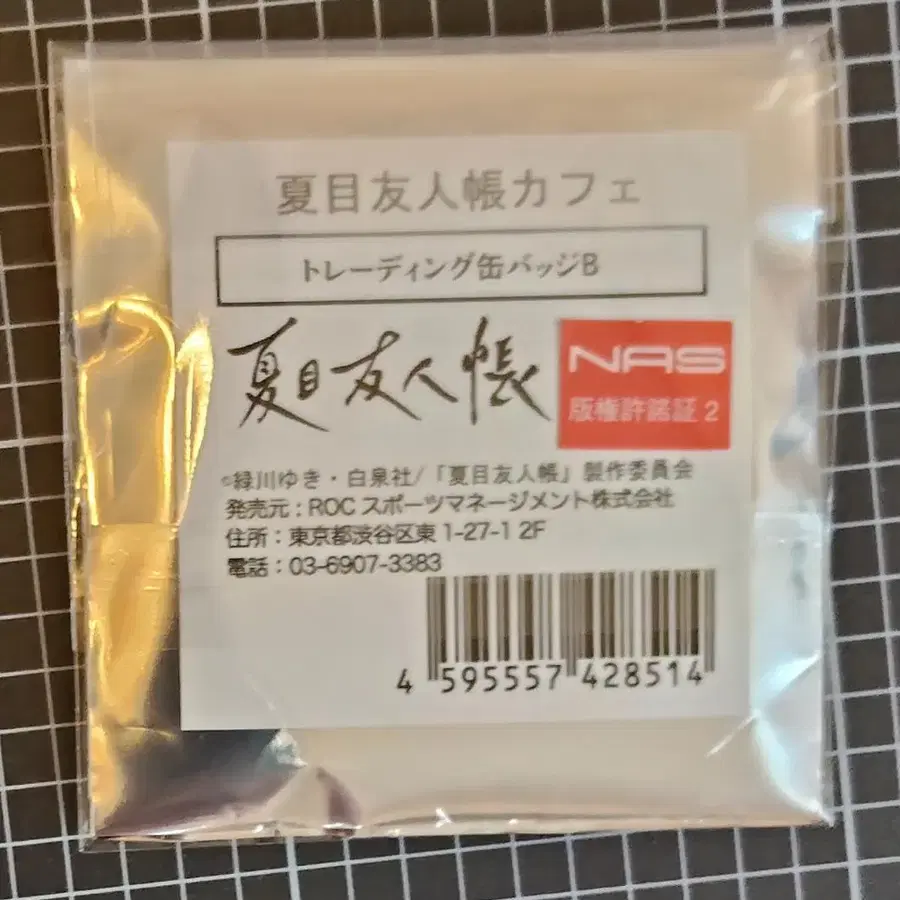 夏目友人帳カフェ
トレーディング缶バッジB
夏目友人帳
NAS
版権許諾証 2
©緑川ゆき・白泉社/「夏目友人帳」製作委員会
発売元：ROC スポーツマネージメント株式会社
住所：東京都渋谷区東 1-27-1 2F
電話：03-6907-3383
4 595557 428514